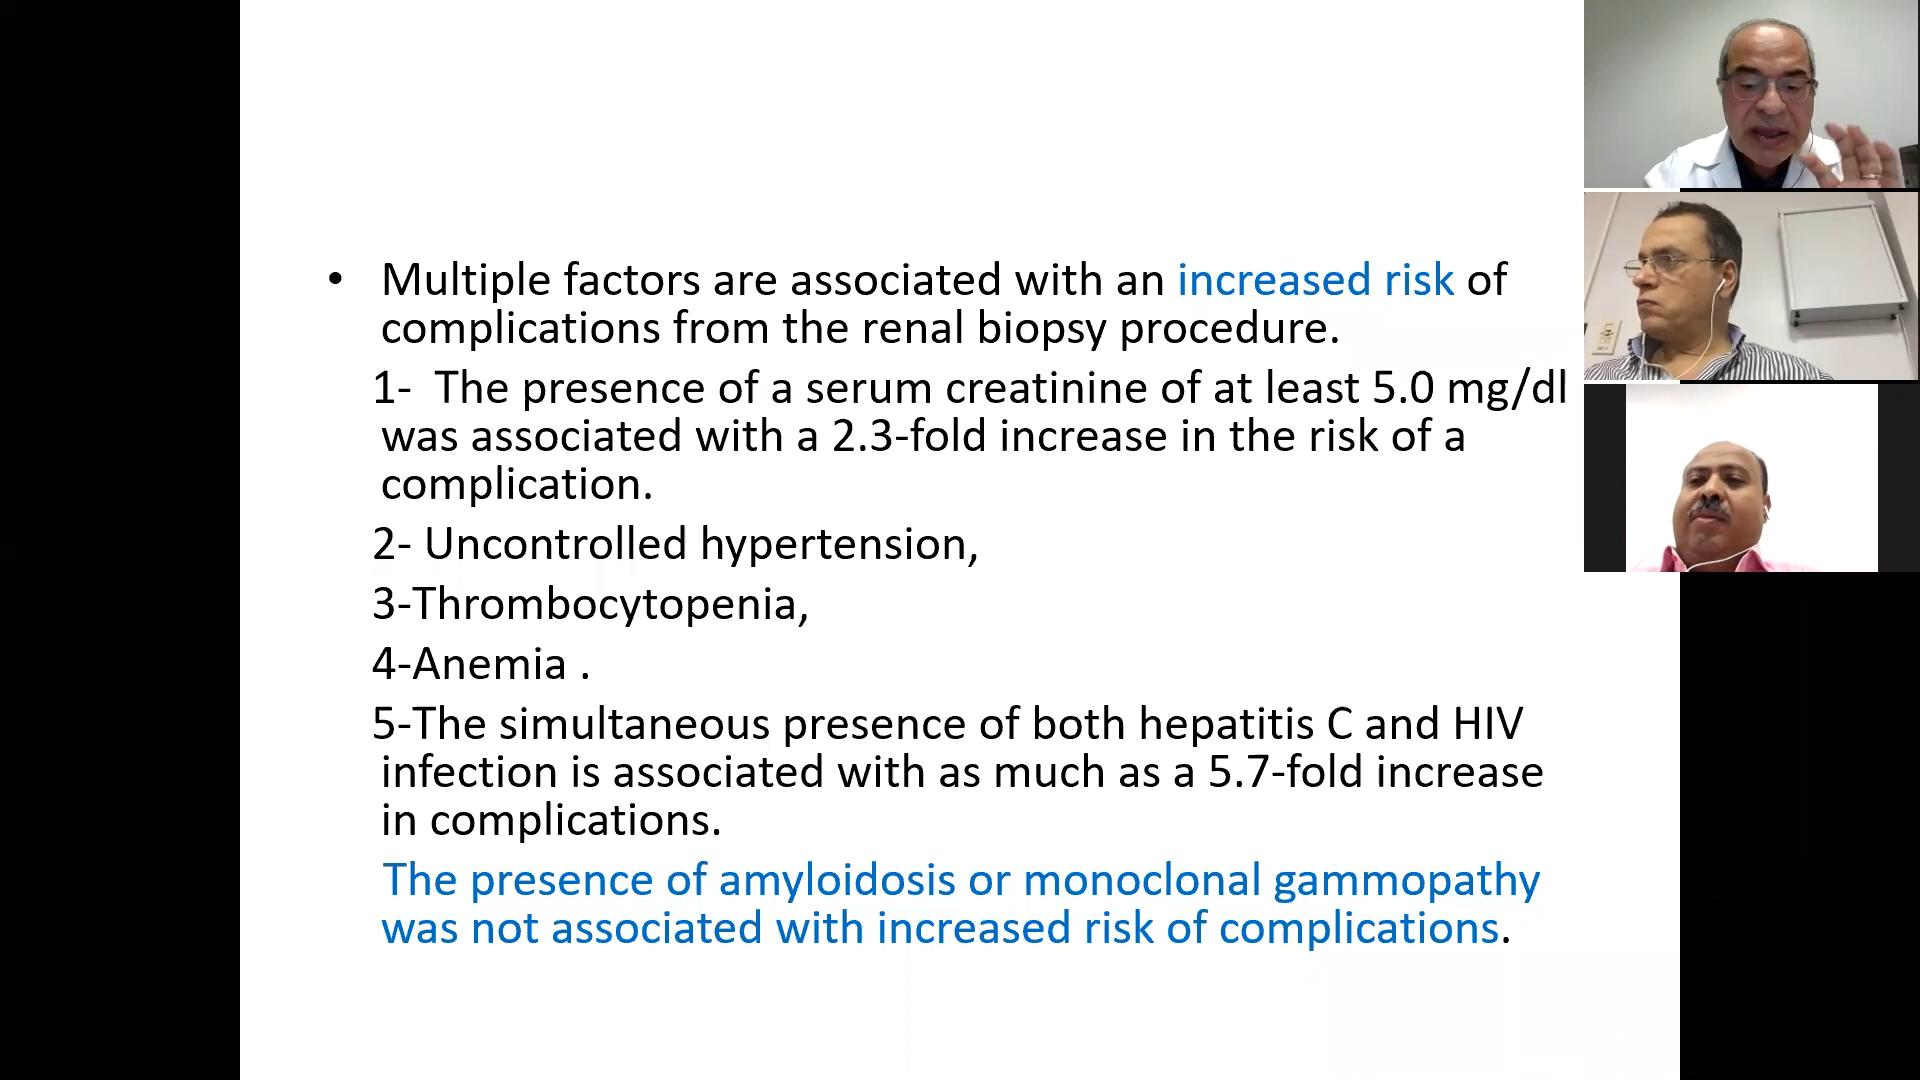 • Multiple factors are associated with an increased risk of
complications from the renal biopsy procedure.
1- The presence of a serum creatinine of at least 5.0 mg/dl
was associated with a 2.3-fold increase in the risk of a
complication.
2- Uncontrolled hypertension,
3-Thrombocytopenia,
4-Anemia .
5-The simultaneous presence of both hepatitis C and HIV
infection is associated with as much as a 5.7-fold increase
in complications.
The presence of amyloidosis or monoclonal gammopathy
was not associated with increased risk of complications.